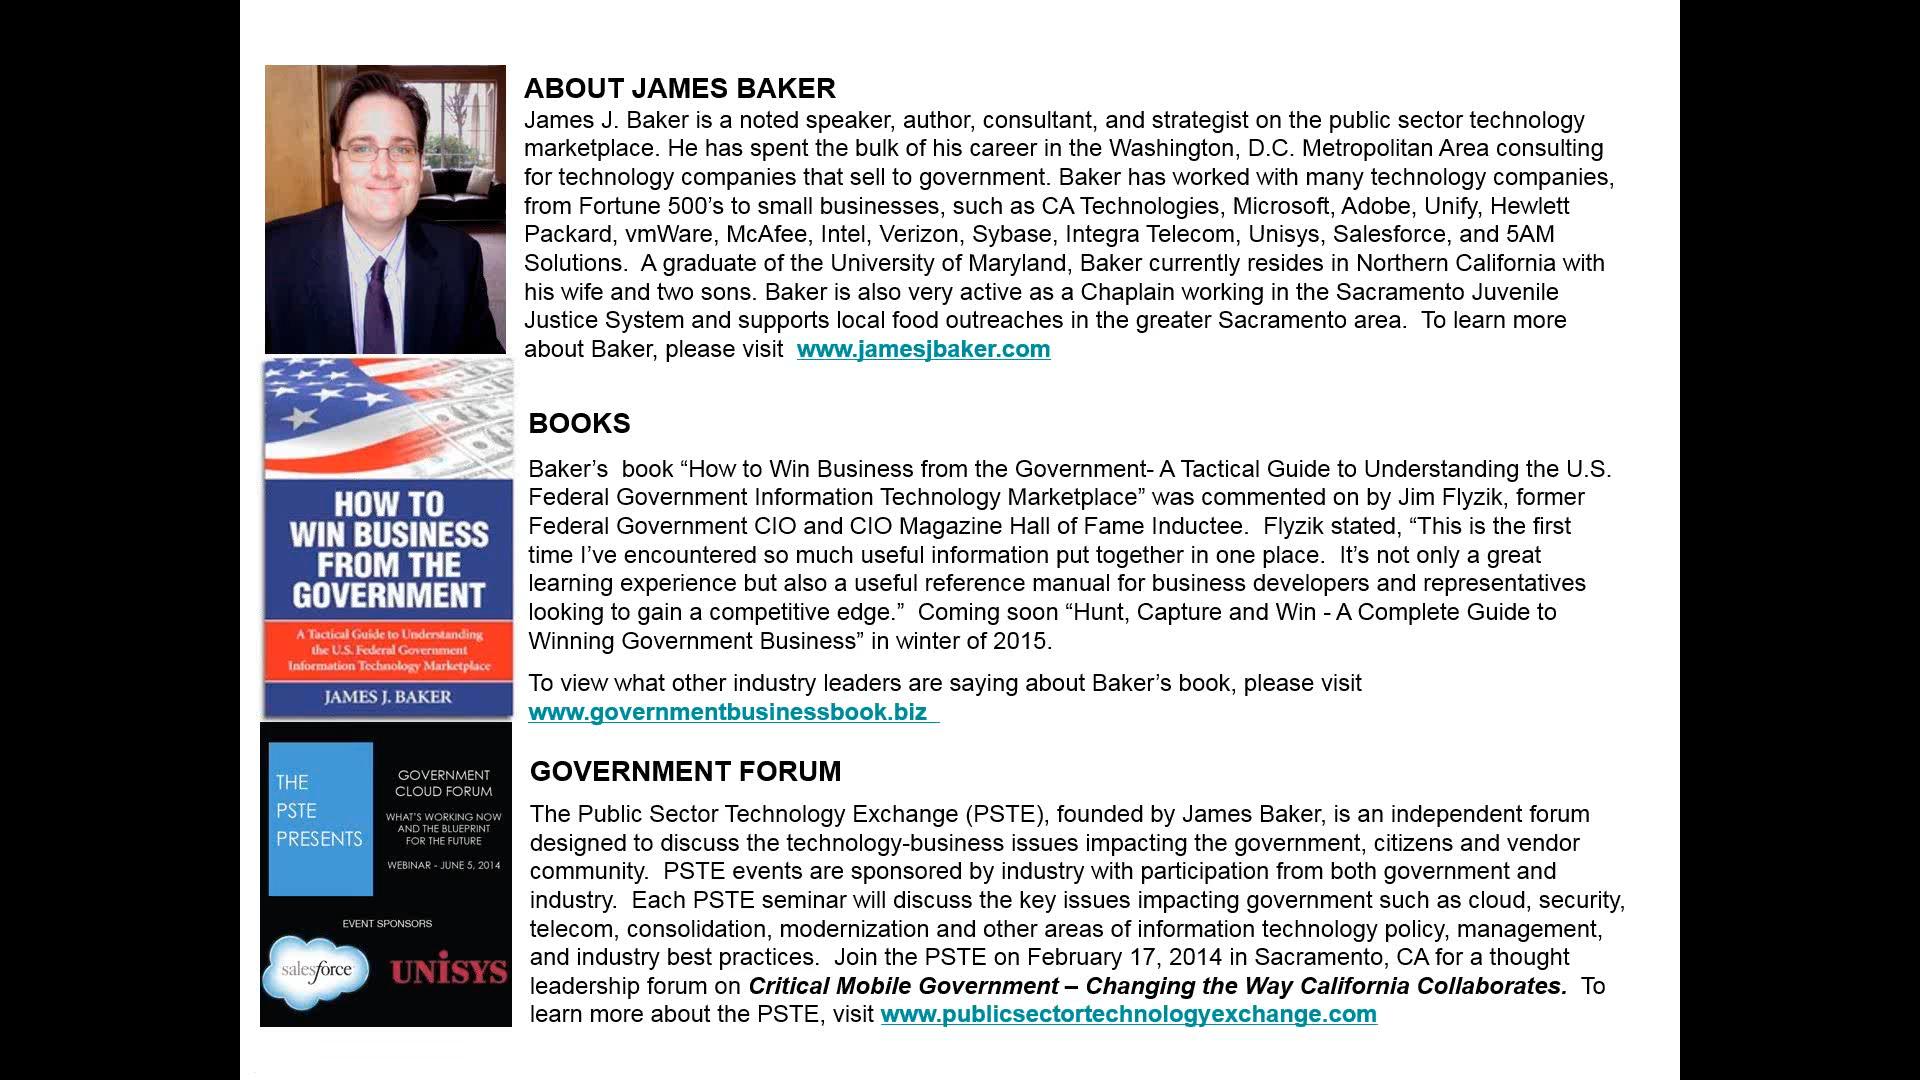 ABOUT JAMES BAKER
James J. Baker is a noted speaker, author, consultant, and strategist on the public sector technology
marketplace. He has spent the bulk of his career in the Washington, D.C. Metropolitan Area consulting
for technology companies that sell to government. Baker has worked with many technology companies,
from Fortune 500’s to small businesses, such as CA Technologies, Microsoft, Adobe, Unify, Hewlett
Packard, vmWare, McAfee, Intel, Verizon, Sybase, Integra Telecom, Unisys, Salesforce, and 5AM
Solutions.  A graduate of the University of Maryland, Baker currently resides in Northern California with
his wife and two sons. Baker is also very active as a Chaplain working in the Sacramento Juvenile
Justice System and supports local food outreaches in the greater Sacramento area.  To learn more
about Baker, please visit  www.jamesjbaker.com
HOW TO
WIN BUSINESS
FROM THE
GOVERNMENT
A Tactical Guide to Understanding
the U.S. Federal Government
Information Technology Marketplace
JAMES J. BAKER
BOOKS
Baker’s  book “How to Win Business from the Government- A Tactical Guide to Understanding the U.S.
Federal Government Information Technology Marketplace” was commented on by Jim Flyzik, former
Federal Government CIO and CIO Magazine Hall of Fame Inductee.  Flyzik stated, “This is the first
time I’ve encountered so much useful information put together in one place.  It’s not only a great
learning experience but also a useful reference manual for business developers and representatives
looking to gain a competitive edge.”  Coming soon “Hunt, Capture and Win - A Complete Guide to
Winning Government Business” in winter of 2015.
To view what other industry leaders are saying about Baker’s book, please visit
www.governmentbusinessbook.biz
THE
PSTE
PRESENTS
GOVERNMENT
CLOUD FORUM
WHAT'S WORKING NOW
AND THE BLUEPRINT
FOR THE FUTURE
WEBINAR - JUNE 5, 2014
EVENT SPONSORS
salesforce
UNISYS
GOVERNMENT FORUM
The Public Sector Technology Exchange (PSTE), founded by James Baker, is an independent forum
designed to discuss the technology-business issues impacting the government, citizens and vendor
community.  PSTE events are sponsored by industry with participation from both government and
industry.  Each PSTE seminar will discuss the key issues impacting government such as cloud, security,
telecom, consolidation, modernization and other areas of information technology policy, management,
and industry best practices.  Join the PSTE on February 17, 2014 in Sacramento, CA for a thought
leadership forum on Critical Mobile Government – Changing the Way California Collaborates.  To
learn more about the PSTE, visit www.publicsectortechnologyexchange.com